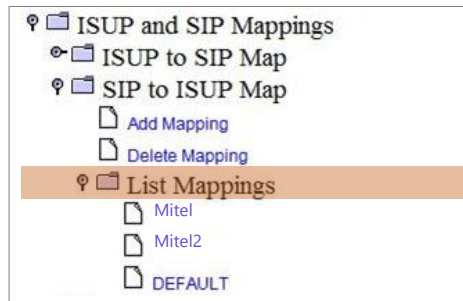 ISUP and SIP Mappings
ISUP to SIP Map
SIP to ISUP Map
Add Mapping
Delete Mapping
List Mappings
Mitel
Mitel2
DEFAULT